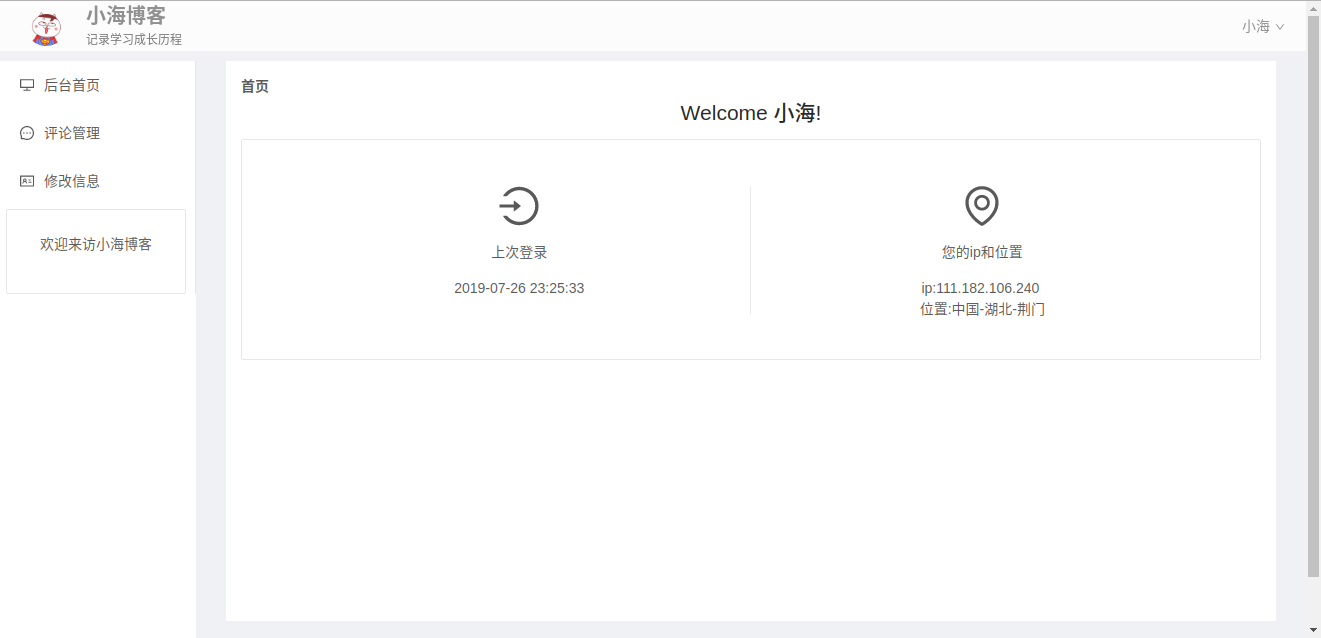 小海博客
记录学习成长历程
小海
后台首页
评论管理
修改信息
欢迎来访小海博客
首页
Welcome 小海!
上次登录
2019-07-26 23:25:33
您的ip和位置
ip:111.182.106.240
位置:中国-湖北-荆门